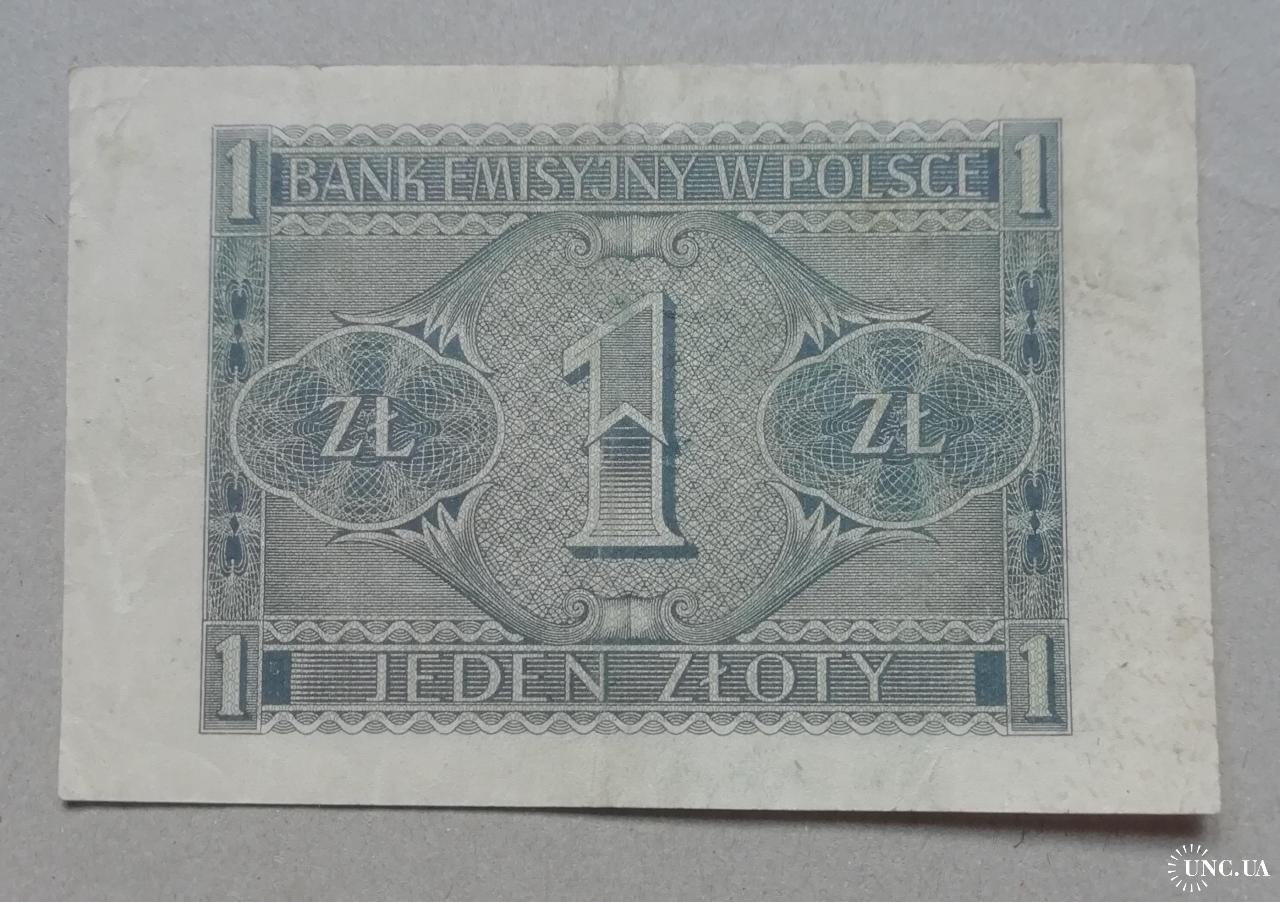 1 BANK EMISYJNY W POLSCE 1
ZŁ 1 ZŁ
1 JEDEN ZŁOTY 1
UNC.UA